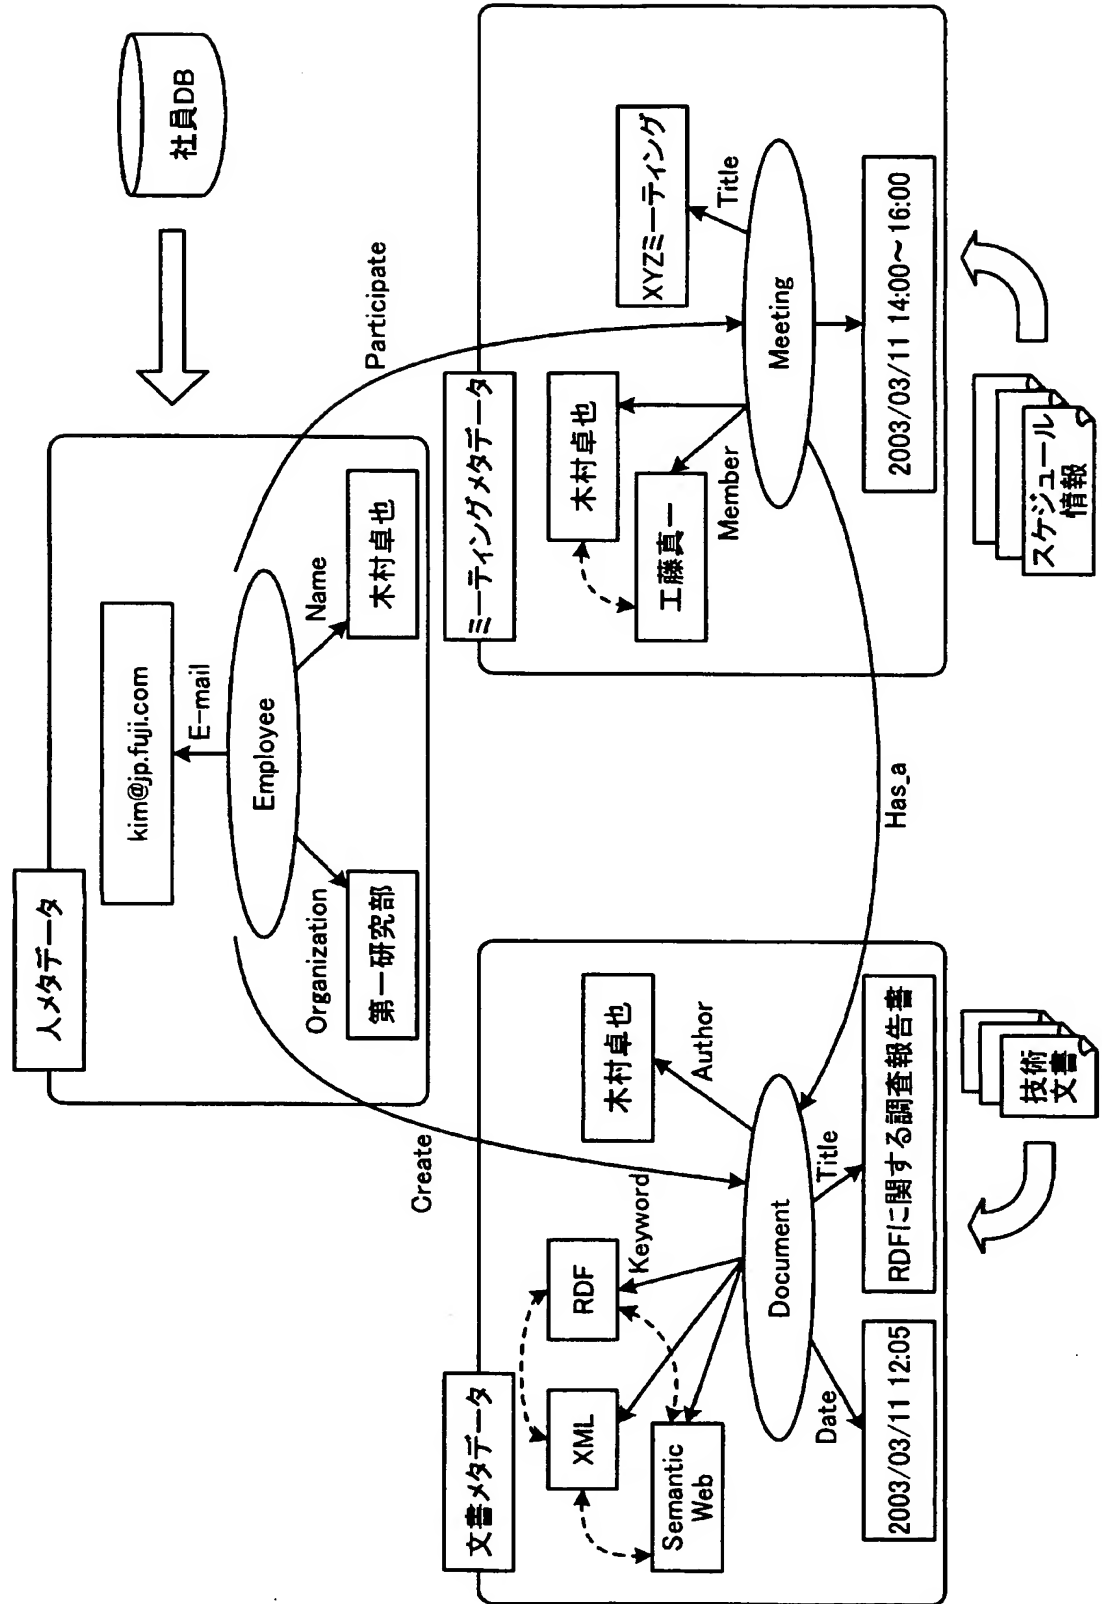 人メタデータ
kim@jp.fuji.com
E-mail
Employee
Organization
Name
第一研究部
木村卓也
社員DB
Create
Participate
文書メタデータ
XML
RDF
Semantic
Web
Keyword
木村卓也
Author
Document
Date
Title
2003/03/11 12:05
RDFに関する調査報告書
技術
文書
Has_a
ミーティングメタデータ
木村卓也
工藤真一
Member
XYZミーティング
Title
Meeting
2003/03/11 14:00～16:00
スケジュール
情報